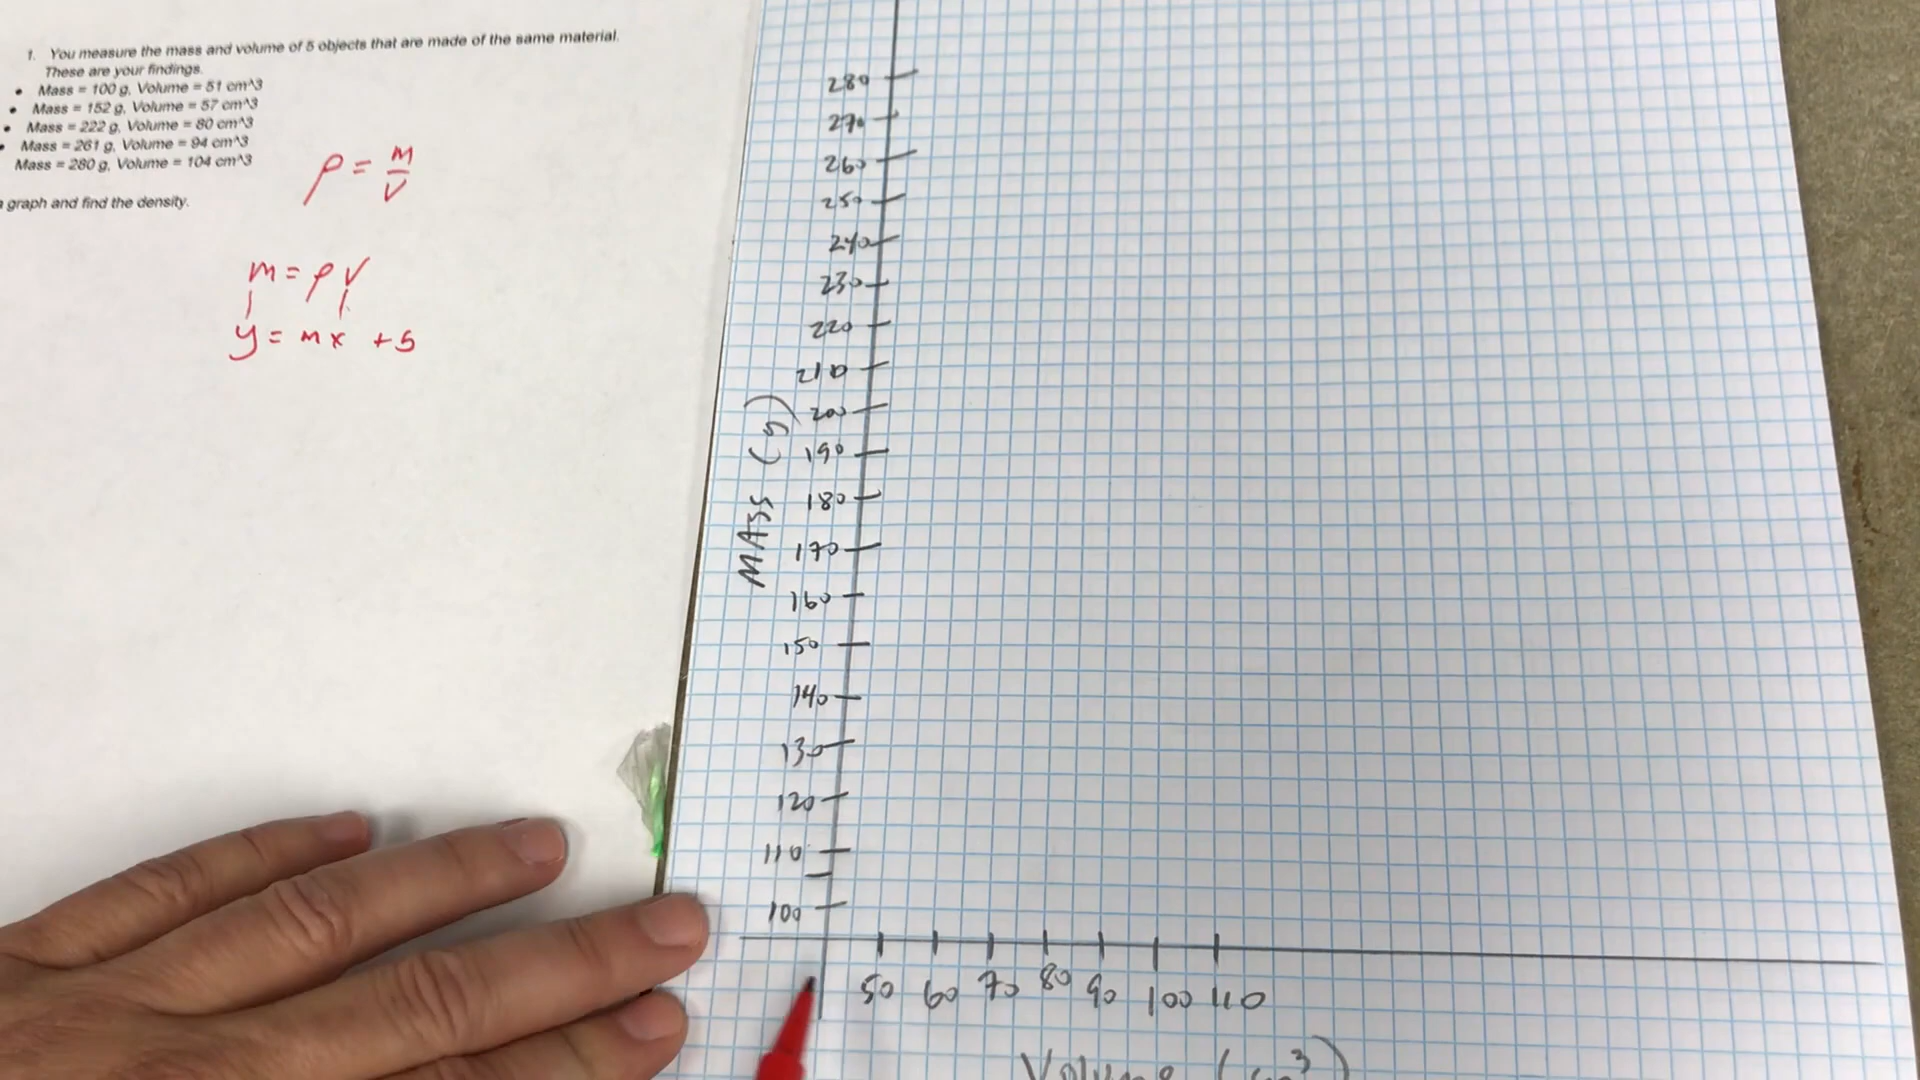 1. You measure the mass and volume of 5 objects that are made of the same material.
These are your findings.
• Mass = 100 g, Volume = 51 cm^3
• Mass = 152 g, Volume = 57 cm^3
• Mass = 222 g, Volume = 80 cm^3
• Mass = 261 g, Volume = 94 cm^3
Mass = 280 g, Volume = 104 cm^3
a graph and find the density.
ρ = m/V
m = ρ V
y = mx + b
280
270
260
250
240
230
220
210
200
190
180
170
160
150
140
130
120
110
100
MASS (g)
50 60 70 80 90 100 110
Volume (cm^3)